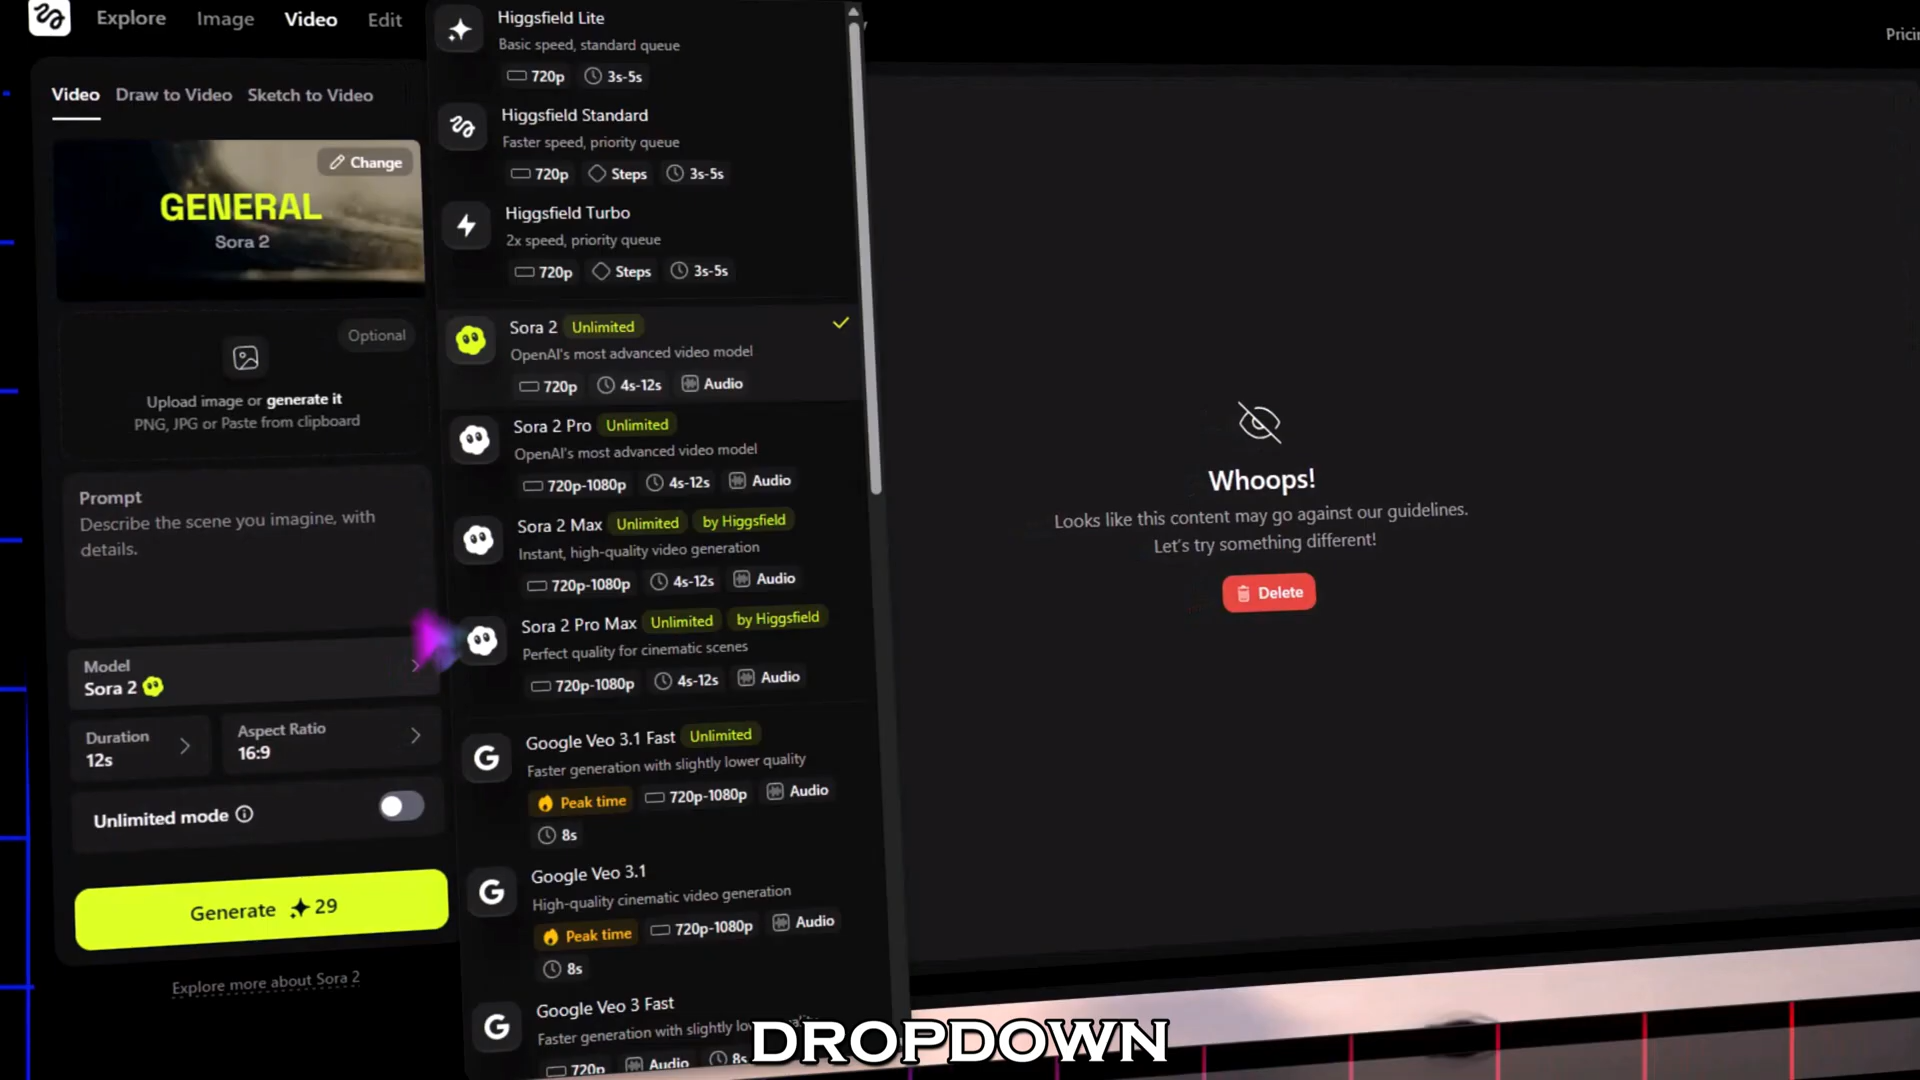 Explore
Image
Video
Edit
Video
Draw to Video
Sketch to Video
Change
GENERAL
Sora 2
Optional
Upload image or generate it
PNG, JPG or Paste from clipboard
Prompt
Describe the scene you imagine, with
details.
Model
Sora 2
Duration
12s
Aspect Ratio
16:9
Unlimited mode
Generate 29
Explore more about Sora 2
Higgsfield Lite
Basic speed, standard queue
720p 3s-5s
Higgsfield Standard
Faster speed, priority queue
720p Steps 3s-5s
Higgsfield Turbo
2x speed, priority queue
720p Steps 3s-5s
Sora 2 Unlimited
OpenAI's most advanced video model
720p 4s-12s Audio
Sora 2 Pro Unlimited
OpenAI's most advanced video model
720p-1080p 4s-12s Audio
Sora 2 Max Unlimited by Higgsfield
Instant, high-quality video generation
720p-1080p 4s-12s Audio
Sora 2 Pro Max Unlimited by Higgsfield
Perfect quality for cinematic scenes
720p-1080p 4s-12s Audio
Google Veo 3.1 Fast Unlimited
Faster generation with slightly lower quality
Peak time 720p-1080p Audio
8s
Google Veo 3.1
High-quality cinematic video generation
Peak time 720p-1080p Audio
8s
Google Veo 3 Fast
Faster generation with slightly
720p Audio 8s
Whoops!
Looks like this content may go against our guidelines.
Let's try something different!
Delete
DROPDOWN